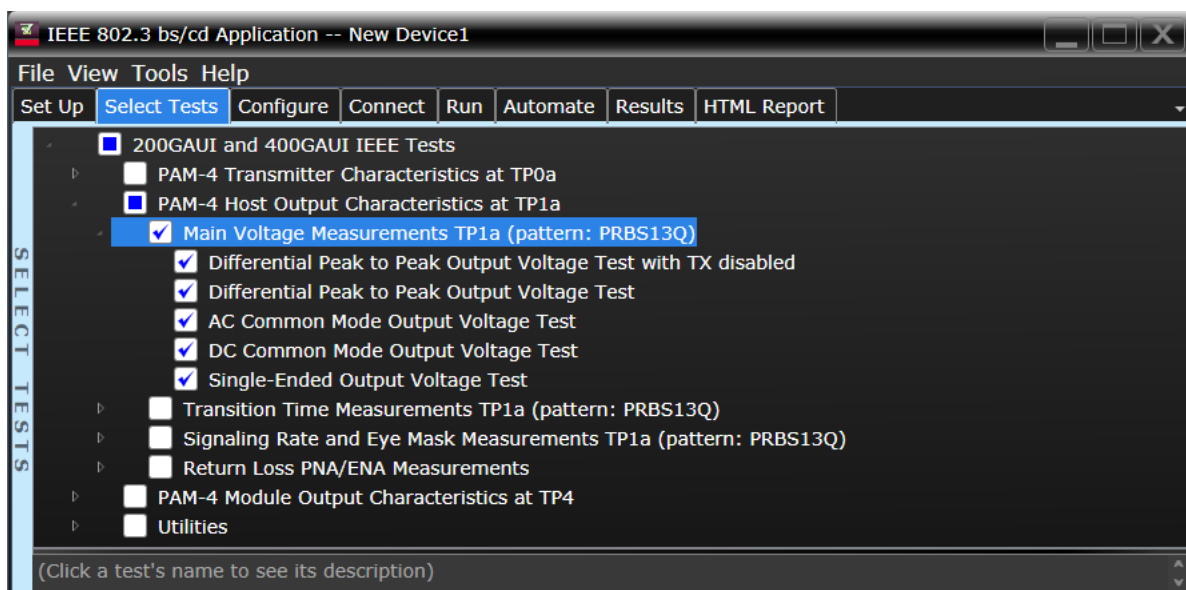 IEEE 802.3 bs/cd Application -- New Device1
File View Tools Help
Set Up Select Tests Configure Connect Run Automate Results HTML Report
200GAUI and 400GAUI IEEE Tests
PAM-4 Transmitter Characteristics at TP0a
PAM-4 Host Output Characteristics at TP1a
Main Voltage Measurements TP1a (pattern: PRBS13Q)
Differential Peak to Peak Output Voltage Test with TX disabled
Differential Peak to Peak Output Voltage Test
AC Common Mode Output Voltage Test
DC Common Mode Output Voltage Test
Single-Ended Output Voltage Test
Transition Time Measurements TP1a (pattern: PRBS13Q)
Signaling Rate and Eye Mask Measurements TP1a (pattern: PRBS13Q)
Return Loss PNA/ENA Measurements
PAM-4 Module Output Characteristics at TP4
Utilities
SELECT TESTS
(Click a test's name to see its description)